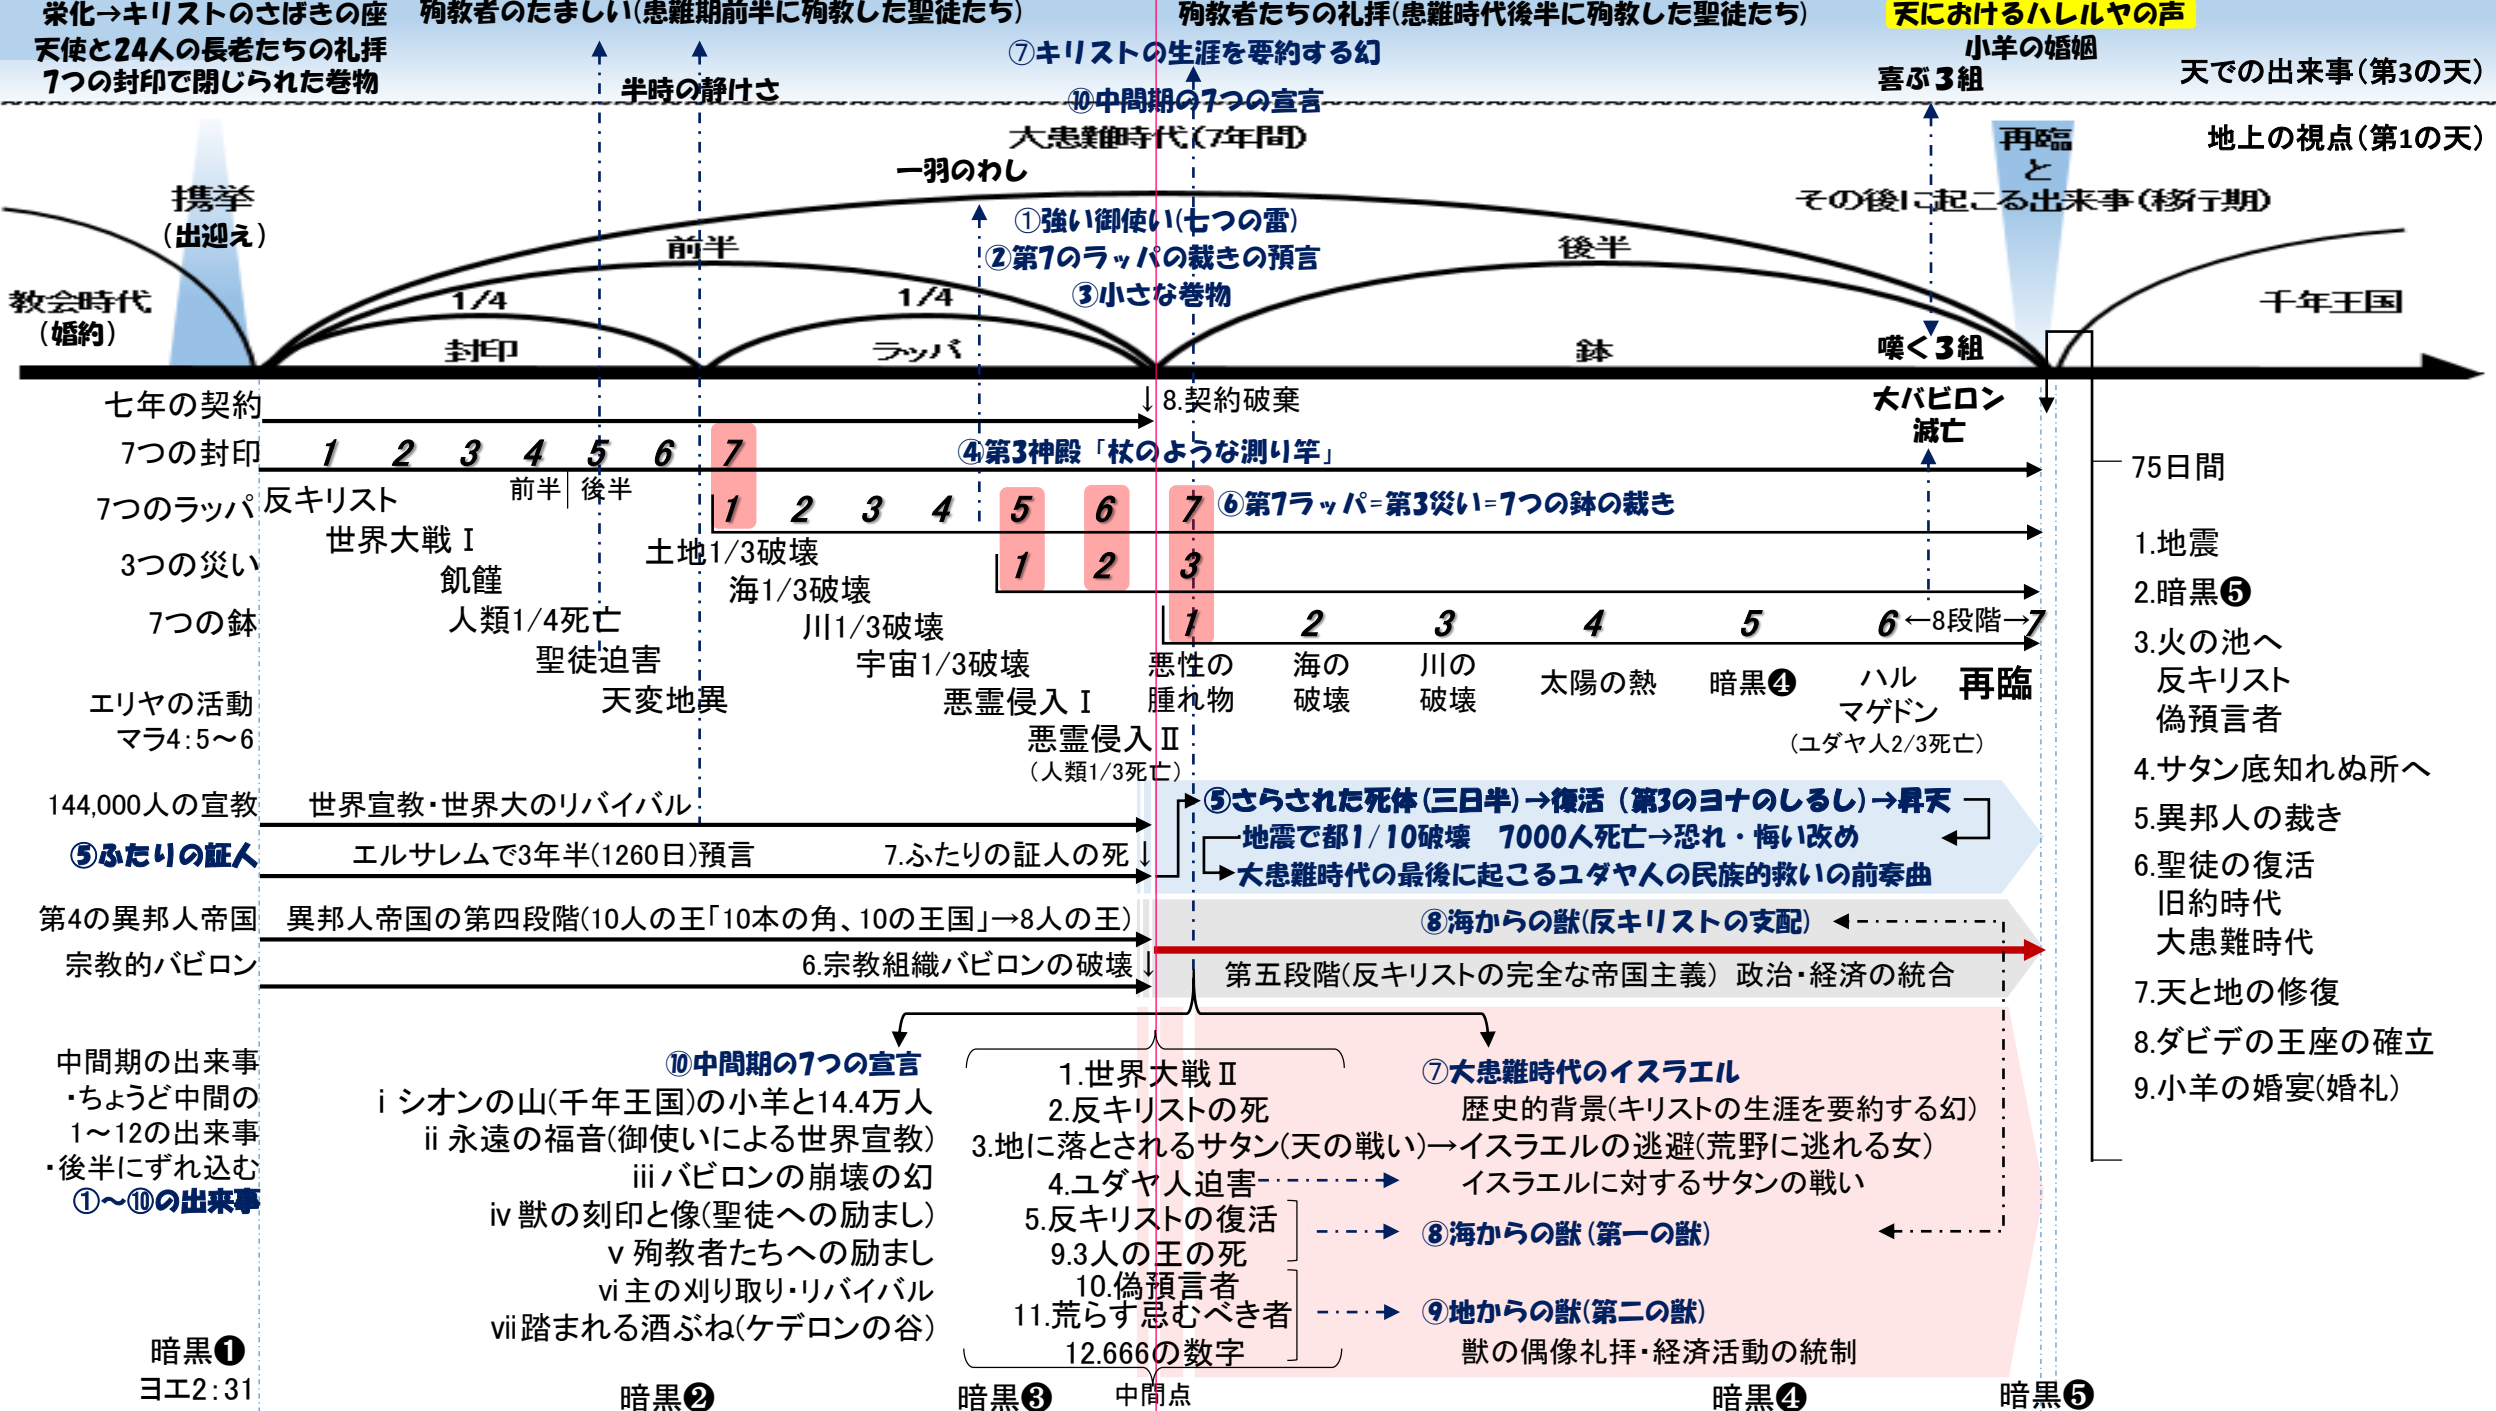 栄化→キリストのさばきの座
天使と24人の長老たちの礼拝
7つの封印で閉じられた巻物
殉教者のたましい(患難期前半に殉教した聖徒たち)
半時の静けさ
殉教者たちの礼拝(患難時代後半に殉教した聖徒たち)
⑦キリストの生涯を要約する幻
⑩中間期の7つの宣言
天におけるハレルヤの声
小羊の婚姻
喜ぶ3組
天での出来事(第3の天)
大患難時代(7年間)
地上の視点(第1の天)
再臨
と
その後に起こる出来事(移行期)
携挙
(出迎え)
一羽のわし
①強い御使い(七つの雷)
②第7のラッパの裁きの預言
③小さな巻物
前半
後半
教会時代
(婚約)
1/4
1/4
千年王国
封印
ラッパ
鉢
嘆く3組
大バビロン
滅亡
七年の契約
↓8.契約破棄
7つの封印
1 2 3 4 5 6 7
④第3神殿「杖のような測り竿」
前半 後半
7つのラッパ
反キリスト
1 2 3 4 5 6 7
⑥第7ラッパ=第3災い=7つの鉢の裁き
世界大戦Ⅰ
土地1/3破壊
3つの災い
1 2 3
飢饉
海1/3破壊
7つの鉢
人類1/4死亡
川1/3破壊
1 2 3 4 5 6 ←8段階→7
聖徒迫害
宇宙1/3破壊
天変地異
悪霊侵入Ⅰ
悪霊侵入Ⅱ
(人類1/3死亡)
悪性の
腫れ物
海の
破壊
川の
破壊
太陽の熱
暗黒❹
ハル
マゲドン
(ユダヤ人2/3死亡)
再臨
エリヤの活動
マラ4:5~6
144,000人の宣教
世界宣教・世界大のリバイバル
⑤ふたりの証人
エルサレムで3年半(1260日)預言
7.ふたりの証人の死↓
⑤さらされた死体(三日半)→復活(第3のヨナのしるし)→昇天
地震で都1/10破壊 7000人死亡→恐れ・悔い改め
大患難時代の最後に起こるユダヤ人の民族的救いの前奏曲
第4の異邦人帝国
異邦人帝国の第四段階(10人の王「10本の角、10の王国」→8人の王)
⑧海からの獣(反キリストの支配)
宗教的バビロン
6.宗教組織バビロンの破壊↓
第五段階(反キリストの完全な帝国主義) 政治・経済の統合
中間期の出来事
・ちょうど中間の
1~12の出来事
・後半にずれ込む
①~⑩の出来事
⑩中間期の7つの宣言
ⅰ シオンの山(千年王国)の小羊と14.4万人
ⅱ 永遠の福音(御使いによる世界宣教)
ⅲ バビロンの崩壊の幻
ⅳ 獣の刻印と像(聖徒への励まし)
ⅴ 殉教者たちへの励まし
ⅵ 主の刈り取り・リバイバル
ⅶ 踏まれる酒ぶね(ケデロンの谷)
1.世界大戦Ⅱ
2.反キリストの死
3.地に落とされるサタン(天の戦い)→イスラエルの逃避(荒野に逃れる女)
4.ユダヤ人迫害
5.反キリストの復活
9.3人の王の死
10.偽預言者
11.荒らす忌むべき者
12.666の数字
⑦大患難時代のイスラエル
歴史的背景(キリストの生涯を要約する幻)
イスラエルに対するサタンの戦い
⑧海からの獣(第一の獣)
⑨地からの獣(第二の獣)
獣の偶像礼拝・経済活動の統制
75日間
1.地震
2.暗黒❺
3.火の池へ
反キリスト
偽預言者
4.サタン底知れぬ所へ
5.異邦人の裁き
6.聖徒の復活
旧約時代
大患難時代
7.天と地の修復
8.ダビデの王座の確立
9.小羊の婚宴(婚礼)
暗黒❶
ヨエ2:31
暗黒❷
暗黒❸
中間点
暗黒❹
暗黒❺